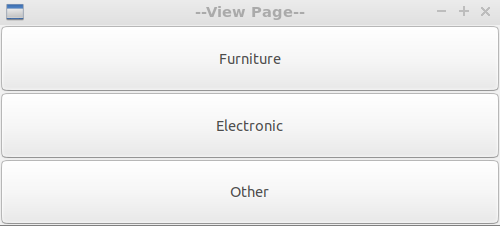 --View Page--
Furniture
Electronic
Other